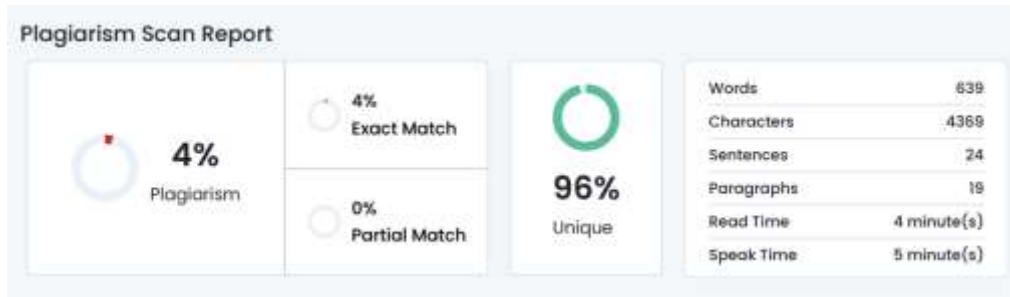 Plagiarism Scan Report
4%
Plagiarism
4%
Exact Match
0%
Partial Match
96%
Unique
Words 639
Characters 4369
Sentences 24
Paragraphs 19
Read Time 4 minute(s)
Speak Time 5 minute(s)